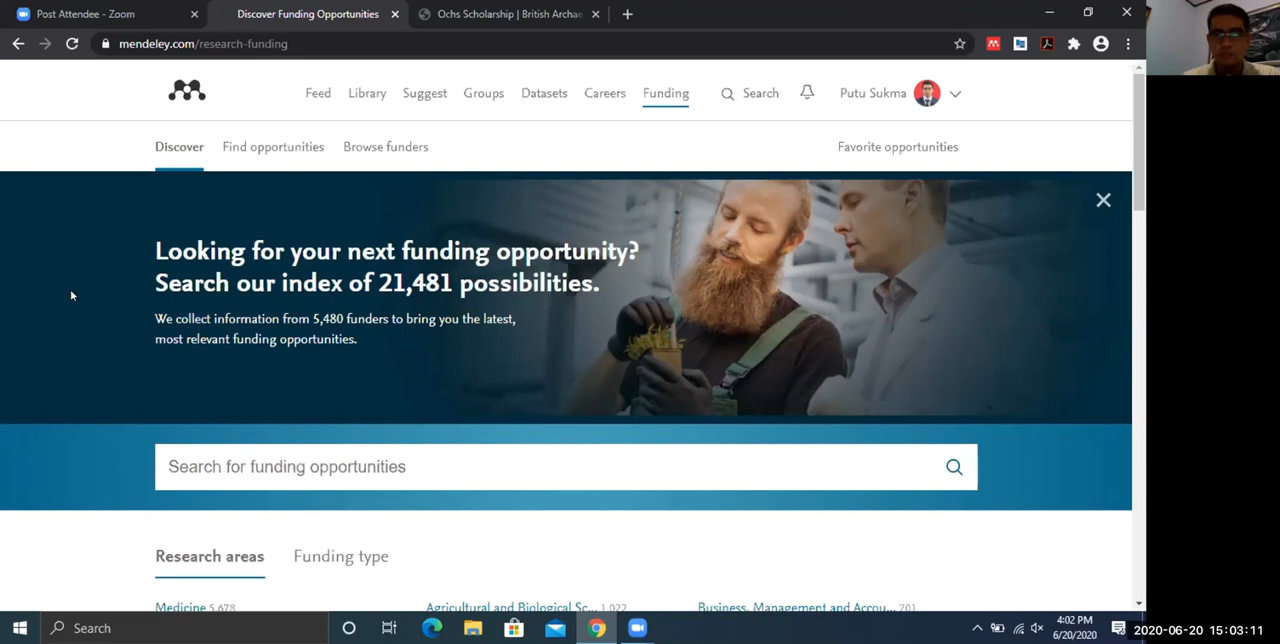 Post Attendee - Zoom
Discover Funding Opportunities
Ochs Scholarship | British Archae
mendeley.com/research-funding
Feed Library Suggest Groups Datasets Careers Funding Search Putu Sukma
Discover Find opportunities Browse funders Favorite opportunities
Looking for your next funding opportunity?
Search our index of 21,481 possibilities.
We collect information from 5,480 funders to bring you the latest,
most relevant funding opportunities.
Search for funding opportunities
Research areas Funding type
Medicine 5,678 Agricultural and Biological Sc... 1,022 Business, Management and Accou... 701
Search
4:02 PM
6/20/2020
2020-06-20 15:03:11